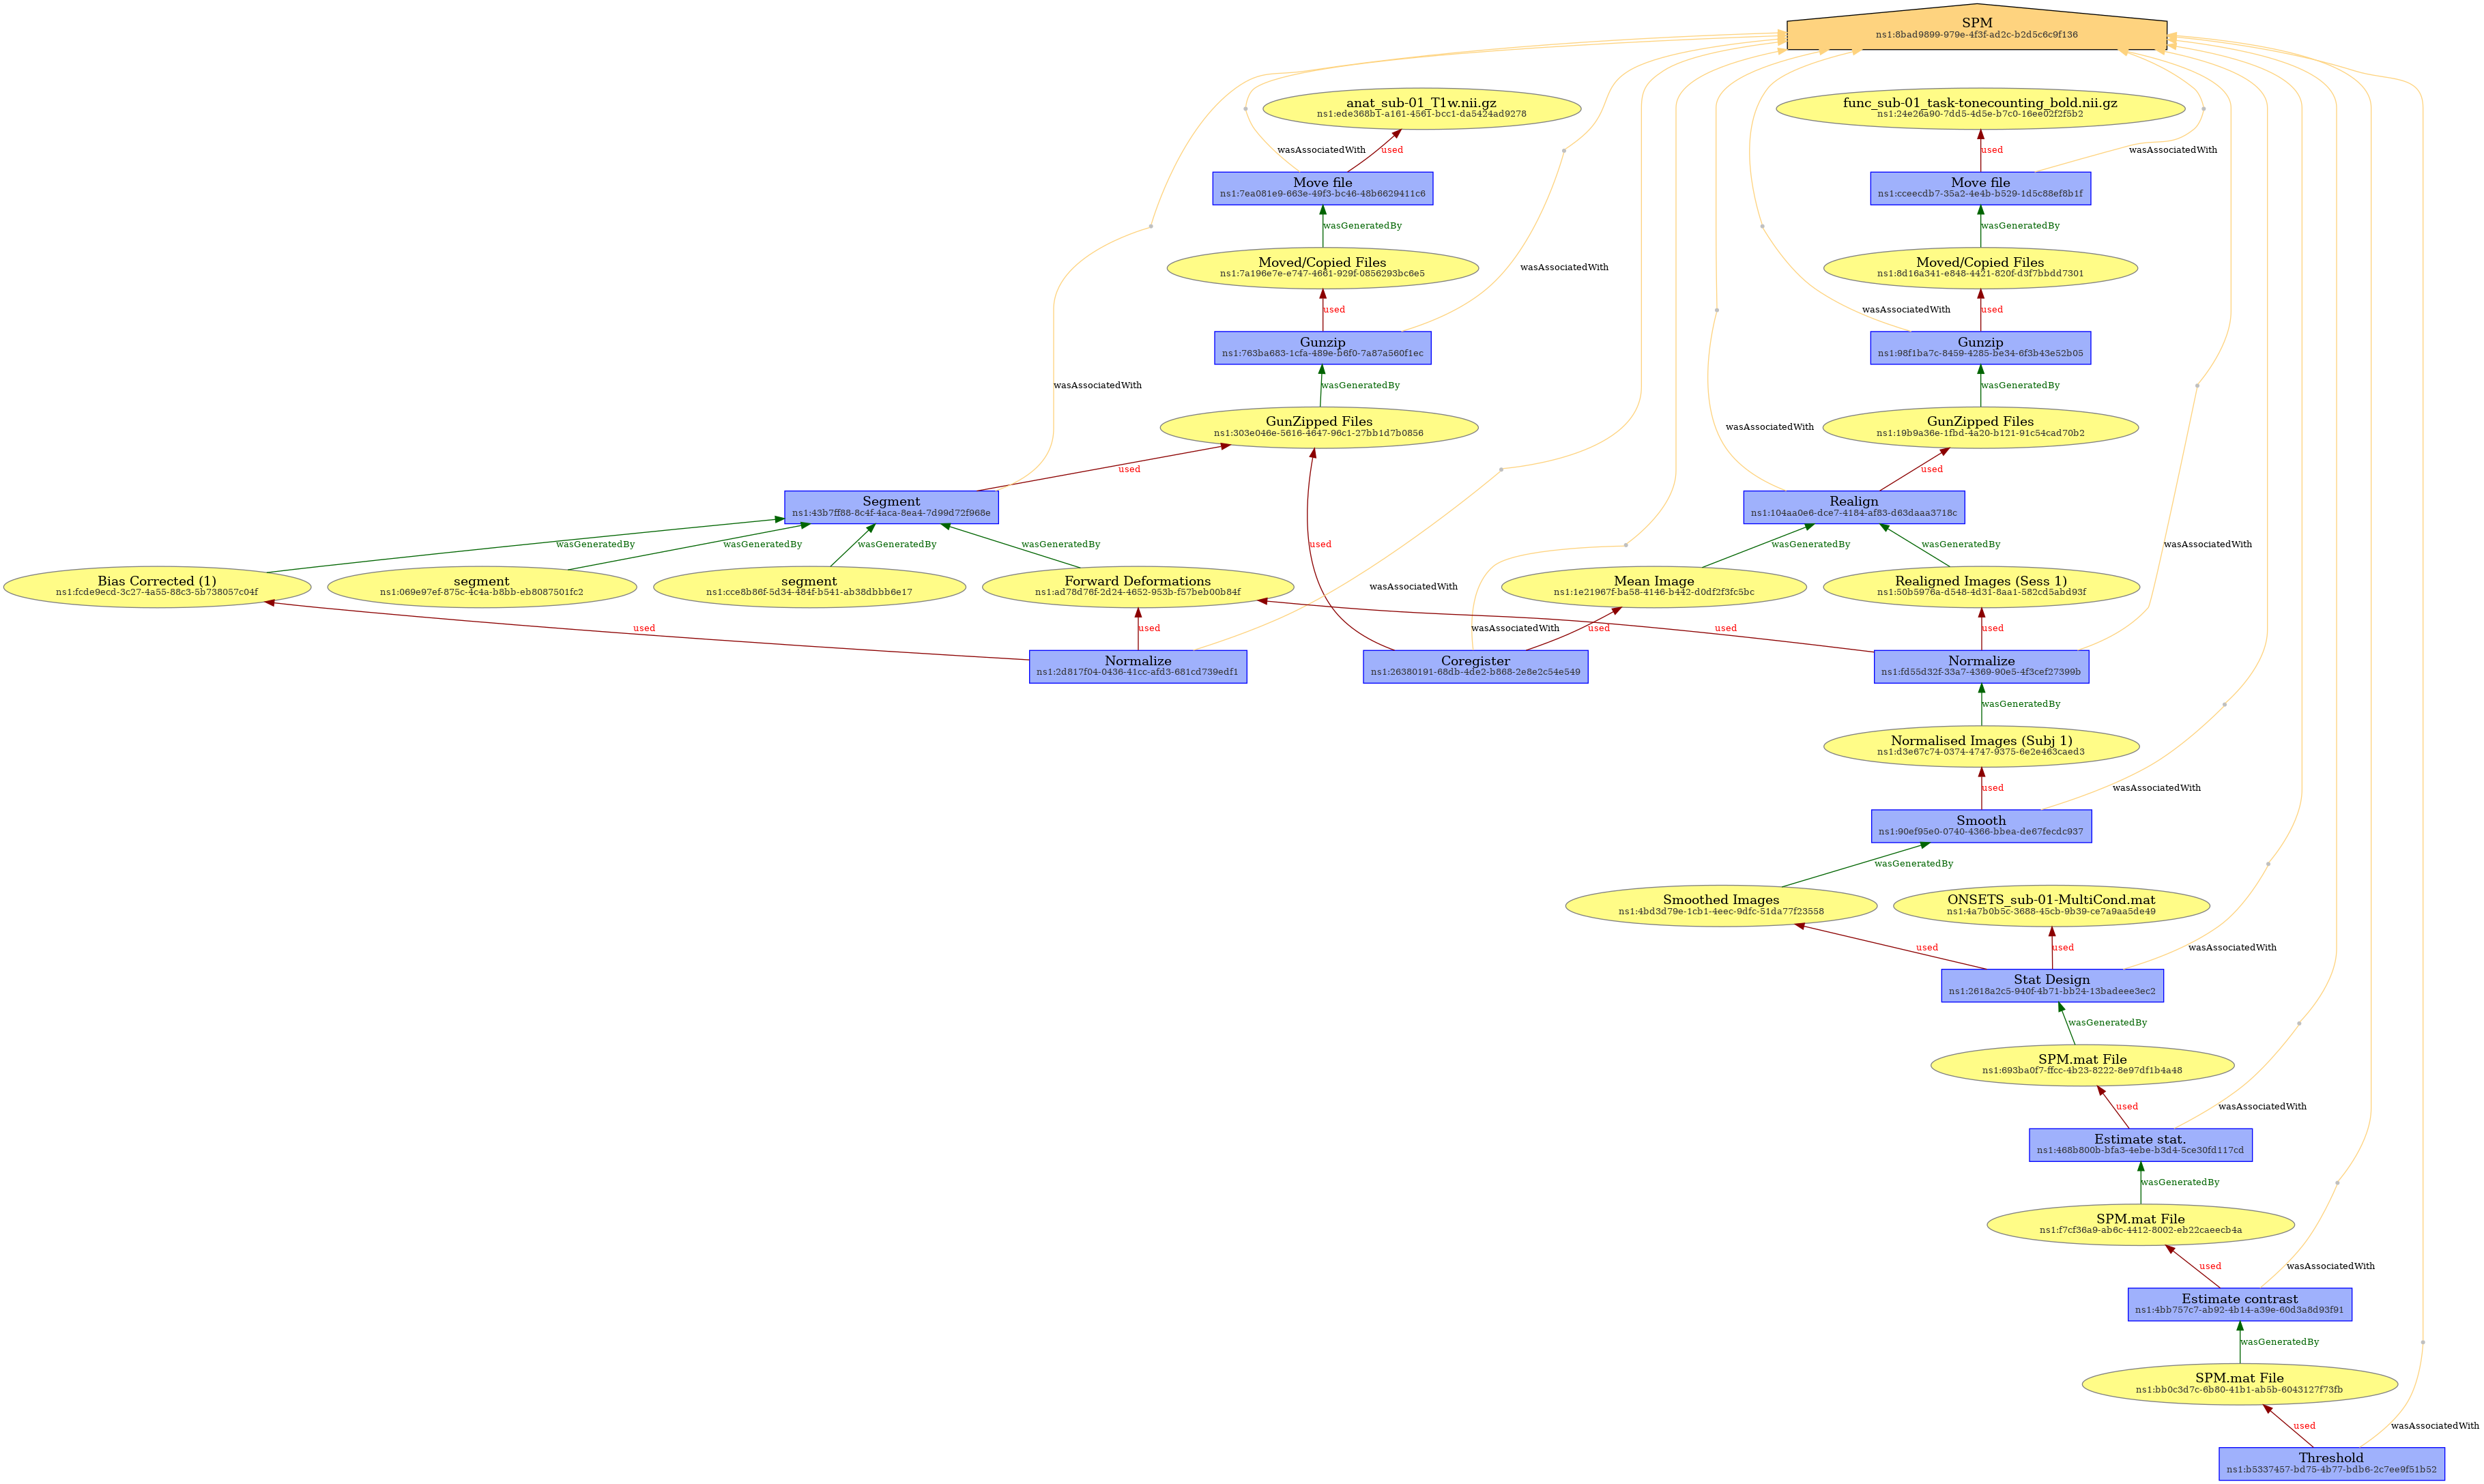 SPM
ns1:8bad9899-979e-4f3f-ad2c-b2d5c6c9f136
anat_sub-01_T1w.nii.gz
ns1:ede368b1-a161-4561-bcc1-da5424ad9278
func_sub-01_task-tonecounting_bold.nii.gz
ns1:24e26a90-7dd5-4d5e-b7c0-16ee02f2f5b2
wasAssociatedWith
used
used
wasAssociatedWith
Move file
ns1:7ea081e9-663e-49f3-bc46-48b6629411c6
Move file
ns1:cceecdb7-35a2-4e4b-b529-1d5c88ef8b1f
wasGeneratedBy
wasGeneratedBy
Moved/Copied Files
ns1:7a196e7e-e747-4661-929f-0856293bc6e5
wasAssociatedWith
Moved/Copied Files
ns1:8d16a341-e848-4421-820f-d3f7bbdd7301
used
wasAssociatedWith
used
Gunzip
ns1:763ba683-1cfa-489e-b6f0-7a87a560f1ec
Gunzip
ns1:98f1ba7c-8459-4285-be34-6f3b43e52b05
wasAssociatedWith
wasGeneratedBy
wasGeneratedBy
GunZipped Files
ns1:303e046e-5616-4647-96c1-27bb1d7b0856
wasAssociatedWith
GunZipped Files
ns1:19b9a36e-1fbd-4a20-b121-91c54cad70b2
used
used
Segment
ns1:43b7ff88-8c4f-4aca-8ea4-7d99d72f968e
Realign
ns1:104aa0e6-dce7-4184-af83-d63daaa3718c
wasGeneratedBy
wasGeneratedBy
wasGeneratedBy
wasGeneratedBy
used
wasGeneratedBy
wasGeneratedBy
wasAssociatedWith
Bias Corrected (1)
ns1:fcde9ecd-3c27-4a55-88c3-5b738057c04f
segment
ns1:069e97ef-875c-4c4a-b8bb-eb8087501fc2
segment
ns1:cce8b86f-5d34-484f-b541-ab38dbbb6e17
Forward Deformations
ns1:ad78d76f-2d24-4652-953b-f57beb00b84f
wasAssociatedWith
Mean Image
ns1:1e21967f-ba58-4146-b442-d0df2f3fc5bc
Realigned Images (Sess 1)
ns1:50b5976a-d548-4d31-8aa1-582cd5abd93f
used
used
wasAssociatedWith
used
used
used
Normalize
ns1:2d817f04-0436-41cc-afd3-681cd739edf1
Coregister
ns1:26380191-68db-4de2-b868-2e8e2c54e549
Normalize
ns1:fd55d32f-33a7-4369-90e5-4f3cef27399b
wasGeneratedBy
Normalised Images (Subj 1)
ns1:d3e67c74-0374-4747-9375-6e2e463caed3
used
wasAssociatedWith
Smooth
ns1:90ef95e0-0740-4366-bbea-de67fecdc937
wasGeneratedBy
Smoothed Images
ns1:4bd3d79e-1cb1-4eec-9dfc-51da77f23558
ONSETS_sub-01-MultiCond.mat
ns1:4a7b0b5c-3688-45cb-9b39-ce7a9aa5de49
used
used
wasAssociatedWith
Stat Design
ns1:2618a2c5-940f-4b71-bb24-13badeee3ec2
wasGeneratedBy
SPM.mat File
ns1:693ba0f7-ffcc-4b23-8222-8e97df1b4a48
used
wasAssociatedWith
Estimate stat.
ns1:468b800b-bfa3-4ebe-b3d4-5ce30fd117cd
wasGeneratedBy
SPM.mat File
ns1:f7cf36a9-ab6c-4412-8002-eb22caeecb4a
used
wasAssociatedWith
Estimate contrast
ns1:4bb757c7-ab92-4b14-a39e-60d3a8d93f91
wasGeneratedBy
SPM.mat File
ns1:bb0c3d7c-6b80-41b1-ab5b-6043127f73fb
used
wasAssociatedWith
Threshold
ns1:b5337457-bd75-4b77-bdb6-2c7ee9f51b52